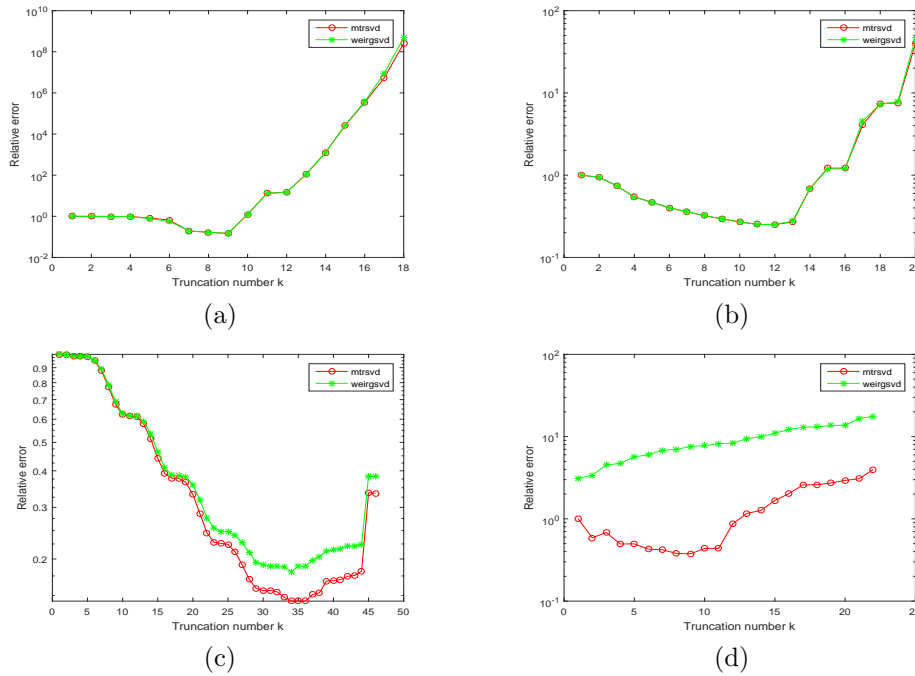 10^10
10^8
10^6
10^4
10^2
10^0
10^-2
Relative error
mtrsvd
weirgsvd
0 2 4 6 8 10 12 14 16 18
Truncation number k
(a)
10^2
10^1
10^0
10^-1
Relative error
mtrsvd
weirgsvd
0 2 4 6 8 10 12 14 16 18
Truncation number k
(b)
0.9
0.8
0.7
0.6
0.5
0.4
0.3
0.2
Relative error
mtrsvd
weirgsvd
0 5 10 15 20 25 30 35 40 45 50
Truncation number k
(c)
10^2
10^1
10^0
10^-1
Relative error
mtrsvd
weirgsvd
0 5 10 15 20
Truncation number k
(d)